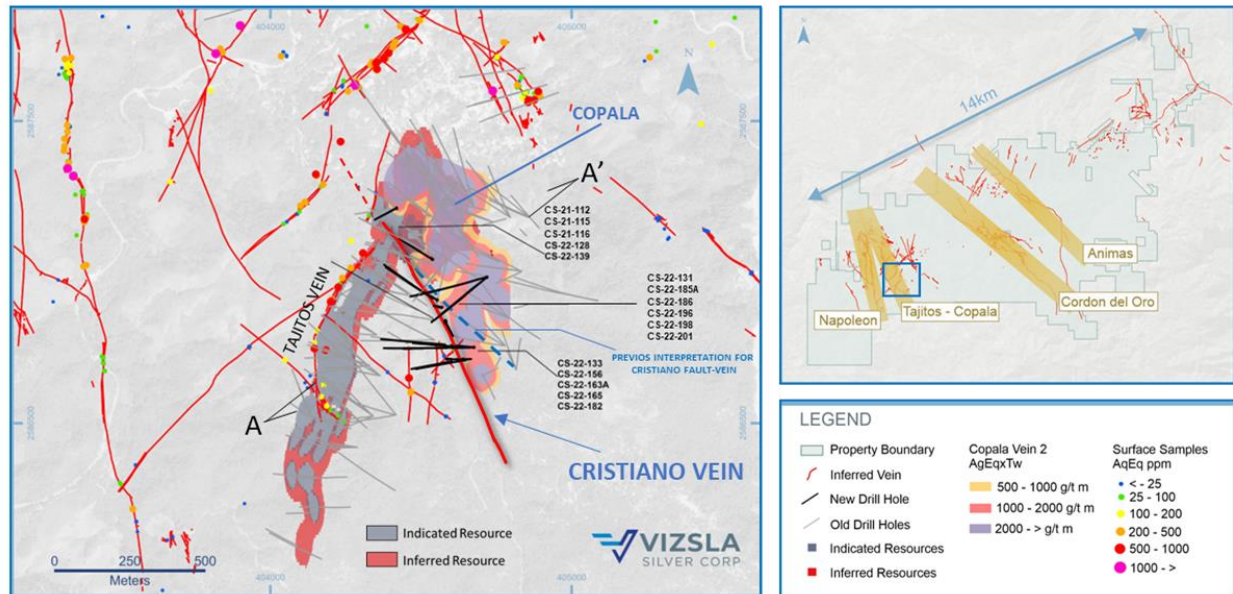 404000
405000
2587500
2587500
N
COPALA
A'
CS-21-112
CS-21-115
CS-21-116
CS-22-128
CS-22-139
TAJITOS VEIN
CS-22-131
CS-22-185A
CS-22-186
CS-22-196
CS-22-198
CS-22-201
PREVIOS INTERPRETATION FOR
CRISTIANO FAULT-VEIN
CS-22-133
CS-22-156
CS-22-163A
CS-22-165
CS-22-182
A
2586500
2586500
CRISTIANO VEIN
Indicated Resource
Inferred Resource
VIZSLA
SILVER CORP
0 250 500
Meters
404000
405000
14km
Animas
Cordon del Oro
Napoleon
Tajitos - Copala
LEGEND
Property Boundary
Inferred Vein
New Drill Hole
Old Drill Holes
Indicated Resources
Inferred Resources
Copala Vein 2
AgEqxTw
500 - 1000 g/t m
1000 - 2000 g/t m
2000 - > g/t m
Surface Samples
AqEq ppm
< - 25
25 - 100
100 - 200
200 - 500
500 - 1000
1000 - >